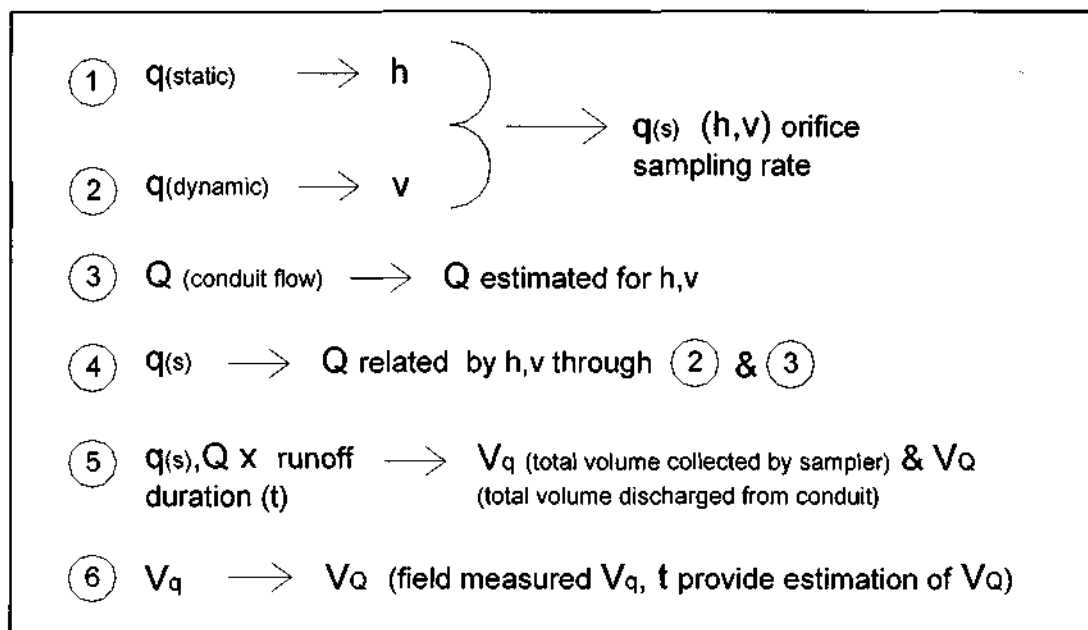 1 q(static) → h
q(s) (h,v) orifice
sampling rate
2 q(dynamic) → v
3 Q (conduit flow) → Q estimated for h,v
4 q(s) → Q related by h,v through 2 & 3
5 q(s),Q x runoff → Vq (total volume collected by sampler) & VQ
duration (t) (total volume discharged from conduit)
6 Vq → VQ (field measured Vq, t provide estimation of VQ)